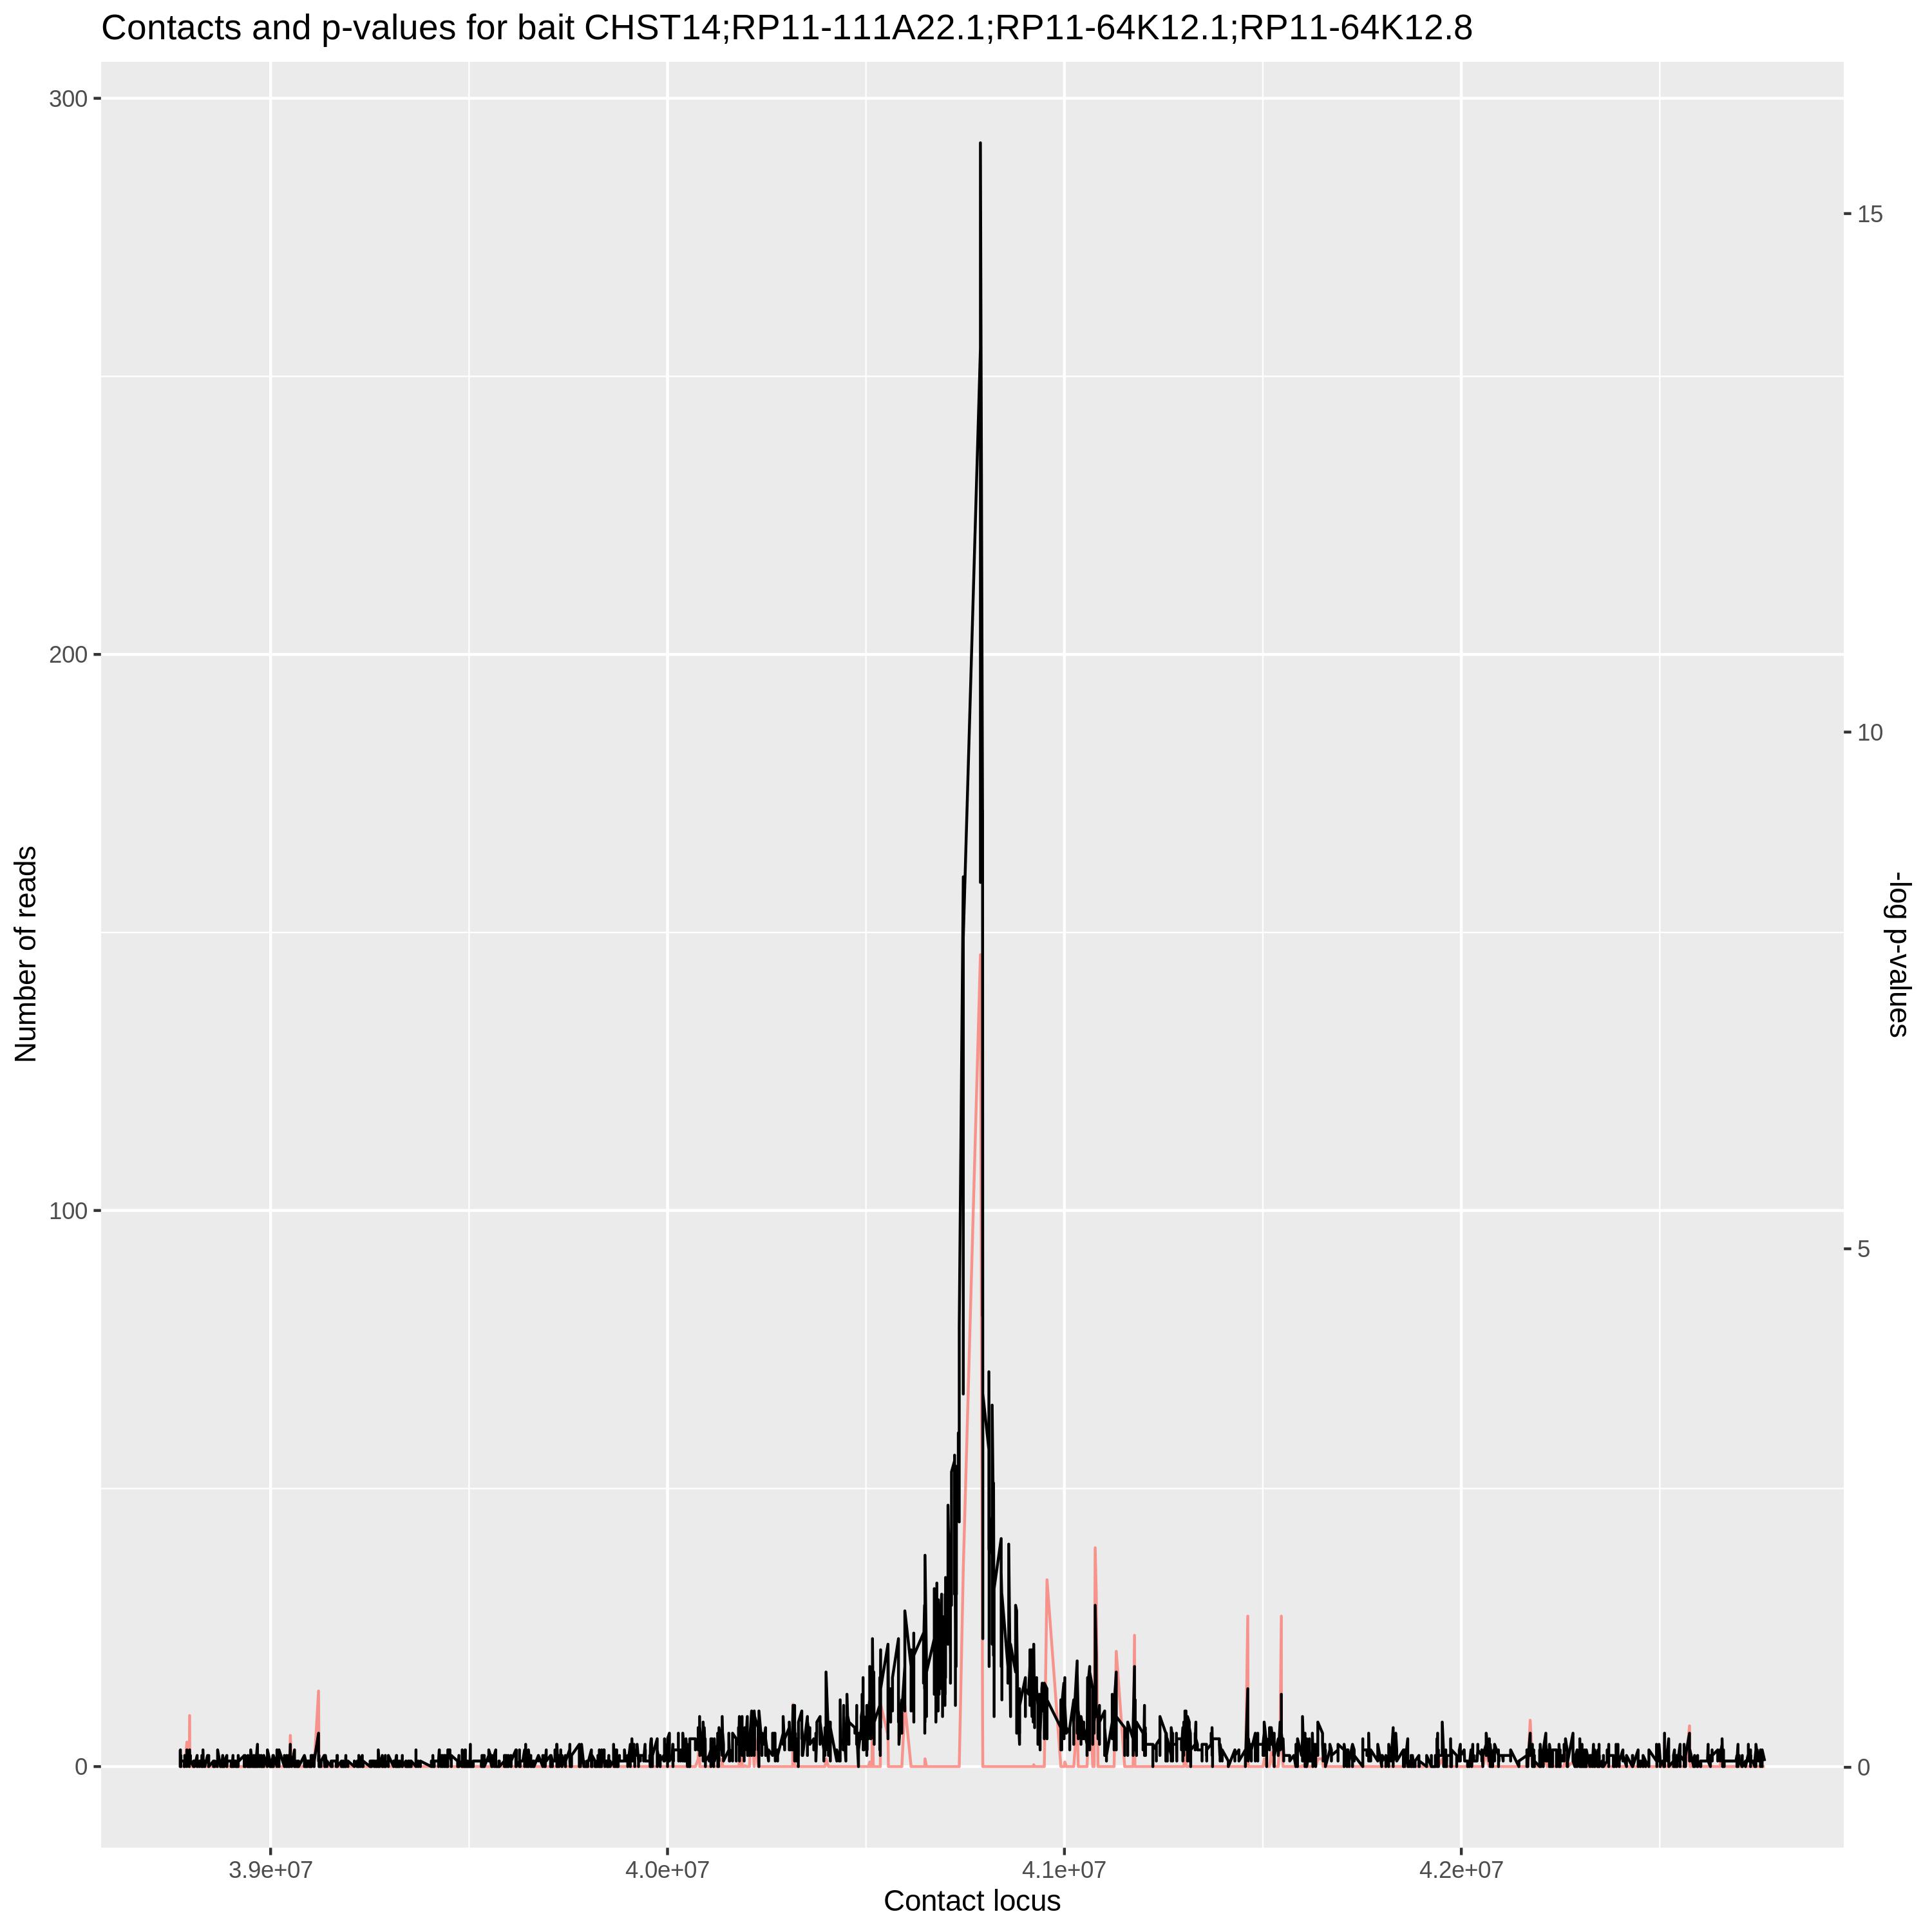 Contacts and p-values for bait CHST14;RP11-111A22.1;RP11-64K12.1;RP11-64K12.8
300
200
100
0
Number of reads
15
10
5
0
-log p-values
3.9e+07
4.0e+07
4.1e+07
4.2e+07
Contact locus